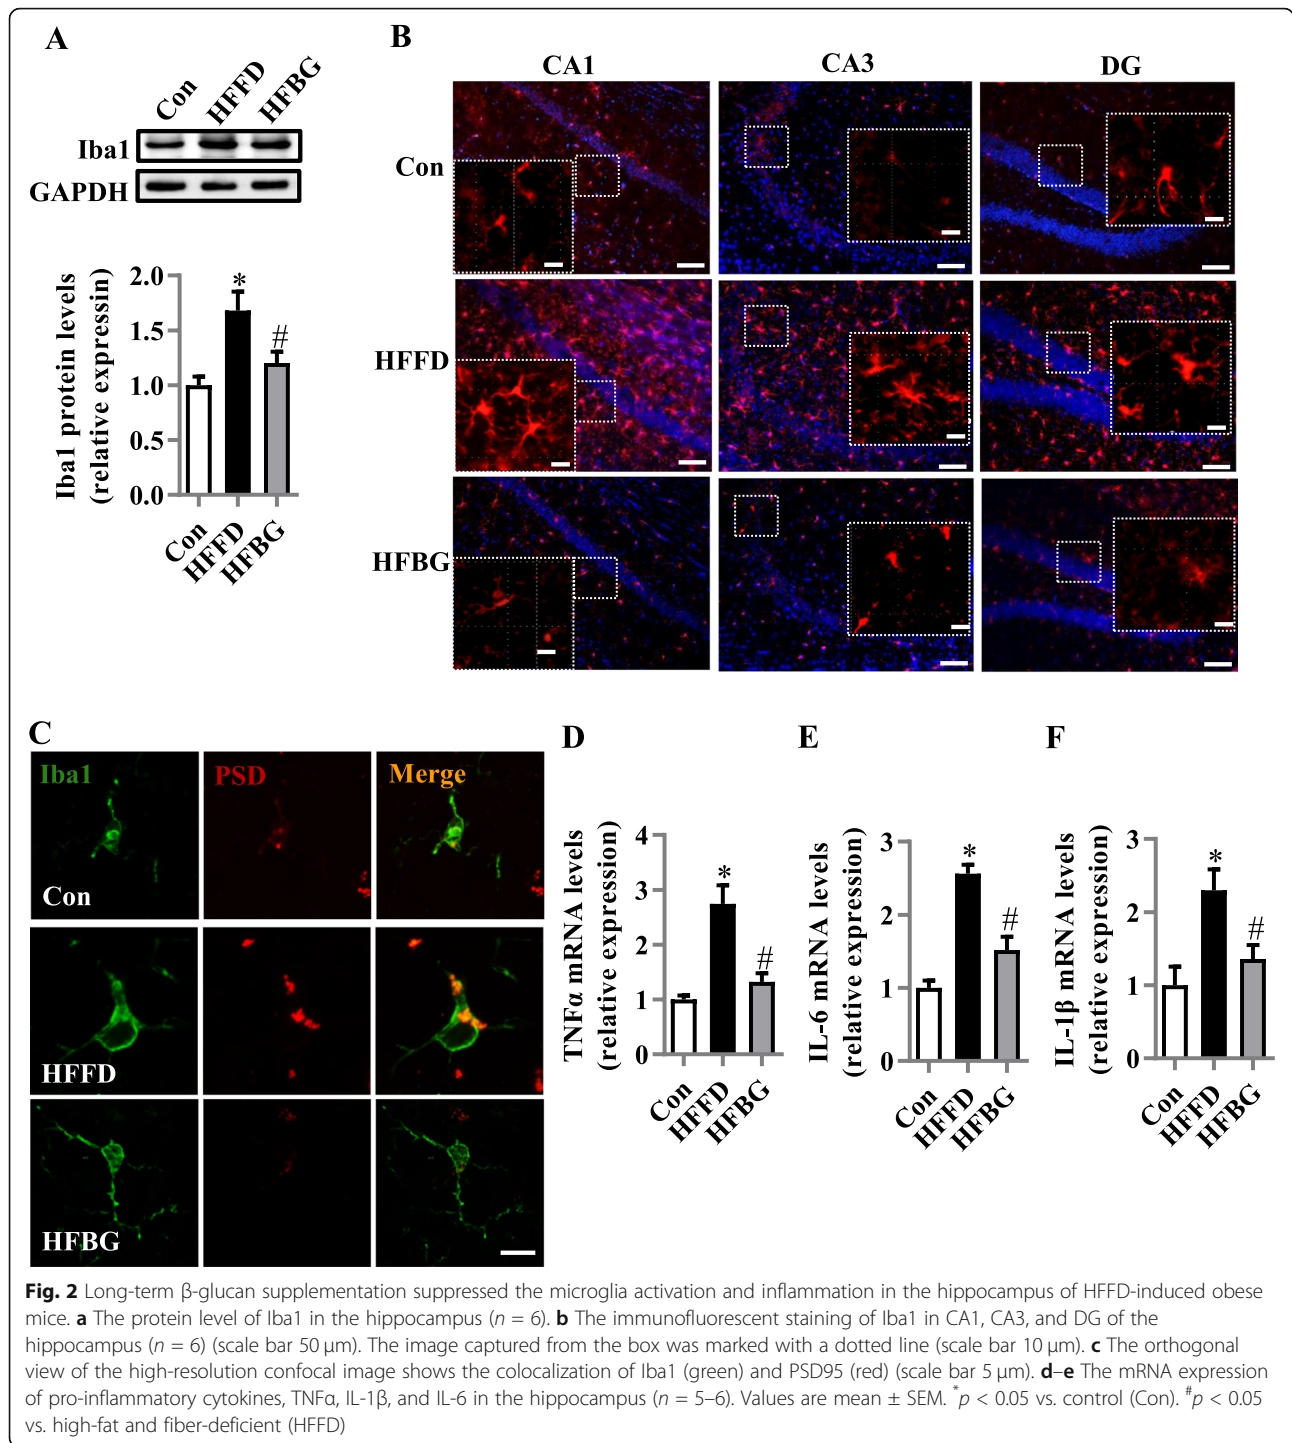 A
Con
HFFD
HFBG
Iba1
GAPDH
Iba1 protein levels
(relative expressin
2.0
1.5
1.0
0.5
0.0
*
#
Con
HFFD
HFBG
B
CA1
CA3
DG
Con
HFFD
HFBG
C
Iba1
PSD
Merge
Con
HFFD
HFBG
D
TNFα mRNA levels
(relative expression)
4
3
2
1
0
*
#
Con
HFFD
HFBG
E
IL-6 mRNA levels
(relative expression)
3
2
1
0
*
#
Con
HFFD
HFBG
F
IL-1β mRNA levels
(relative expression)
3
2
1
0
*
#
Con
HFFD
HFBG
Fig. 2 Long-term β-glucan supplementation suppressed the microglia activation and inflammation in the hippocampus of HFFD-induced obese
mice. a The protein level of Iba1 in the hippocampus (n = 6). b The immunofluorescent staining of Iba1 in CA1, CA3, and DG of the
hippocampus (n = 6) (scale bar 50 μm). The image captured from the box was marked with a dotted line (scale bar 10 μm). c The orthogonal
view of the high-resolution confocal image shows the colocalization of Iba1 (green) and PSD95 (red) (scale bar 5 μm). d–e The mRNA expression
of pro-inflammatory cytokines, TNFα, IL-1β, and IL-6 in the hippocampus (n = 5–6). Values are mean ± SEM. *p < 0.05 vs. control (Con). #p < 0.05
vs. high-fat and fiber-deficient (HFFD)